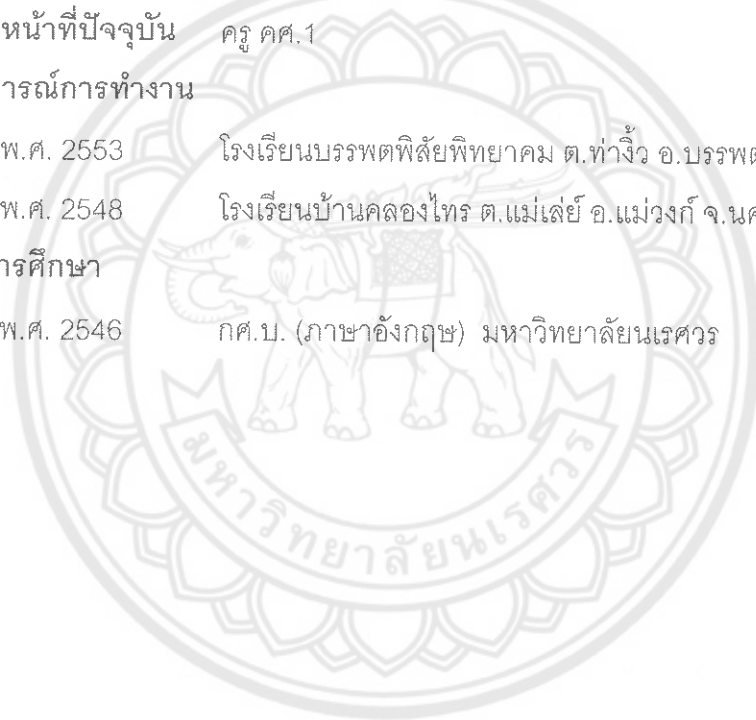 หน้าที่ปัจจุบัน ครู คศ.1
ารณ์การทำงาน
พ.ศ. 2553 โรงเรียนบรรพตพิสัยพิทยาคม ต.ท่างิ้ว อ.บรรพต
พ.ศ. 2548 โรงเรียนบ้านคลองไทร ต.แม่เล่ย์ อ.แม่วงก์ จ.นค
ารศึกษา
พ.ศ. 2546 กศ.บ. (ภาษาอังกฤษ) มหาวิทยาลัยนเรศวร
มหาวิทยาลัยนเรศวร